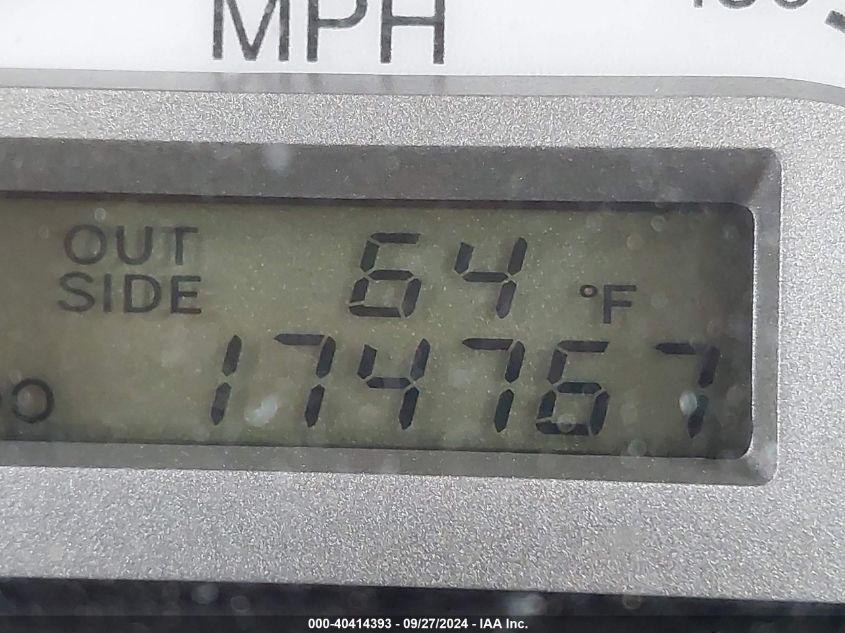 MPH
OUT
SIDE 64 °F
174767
000-40414393 - 09/27/2024 - IAA Inc.